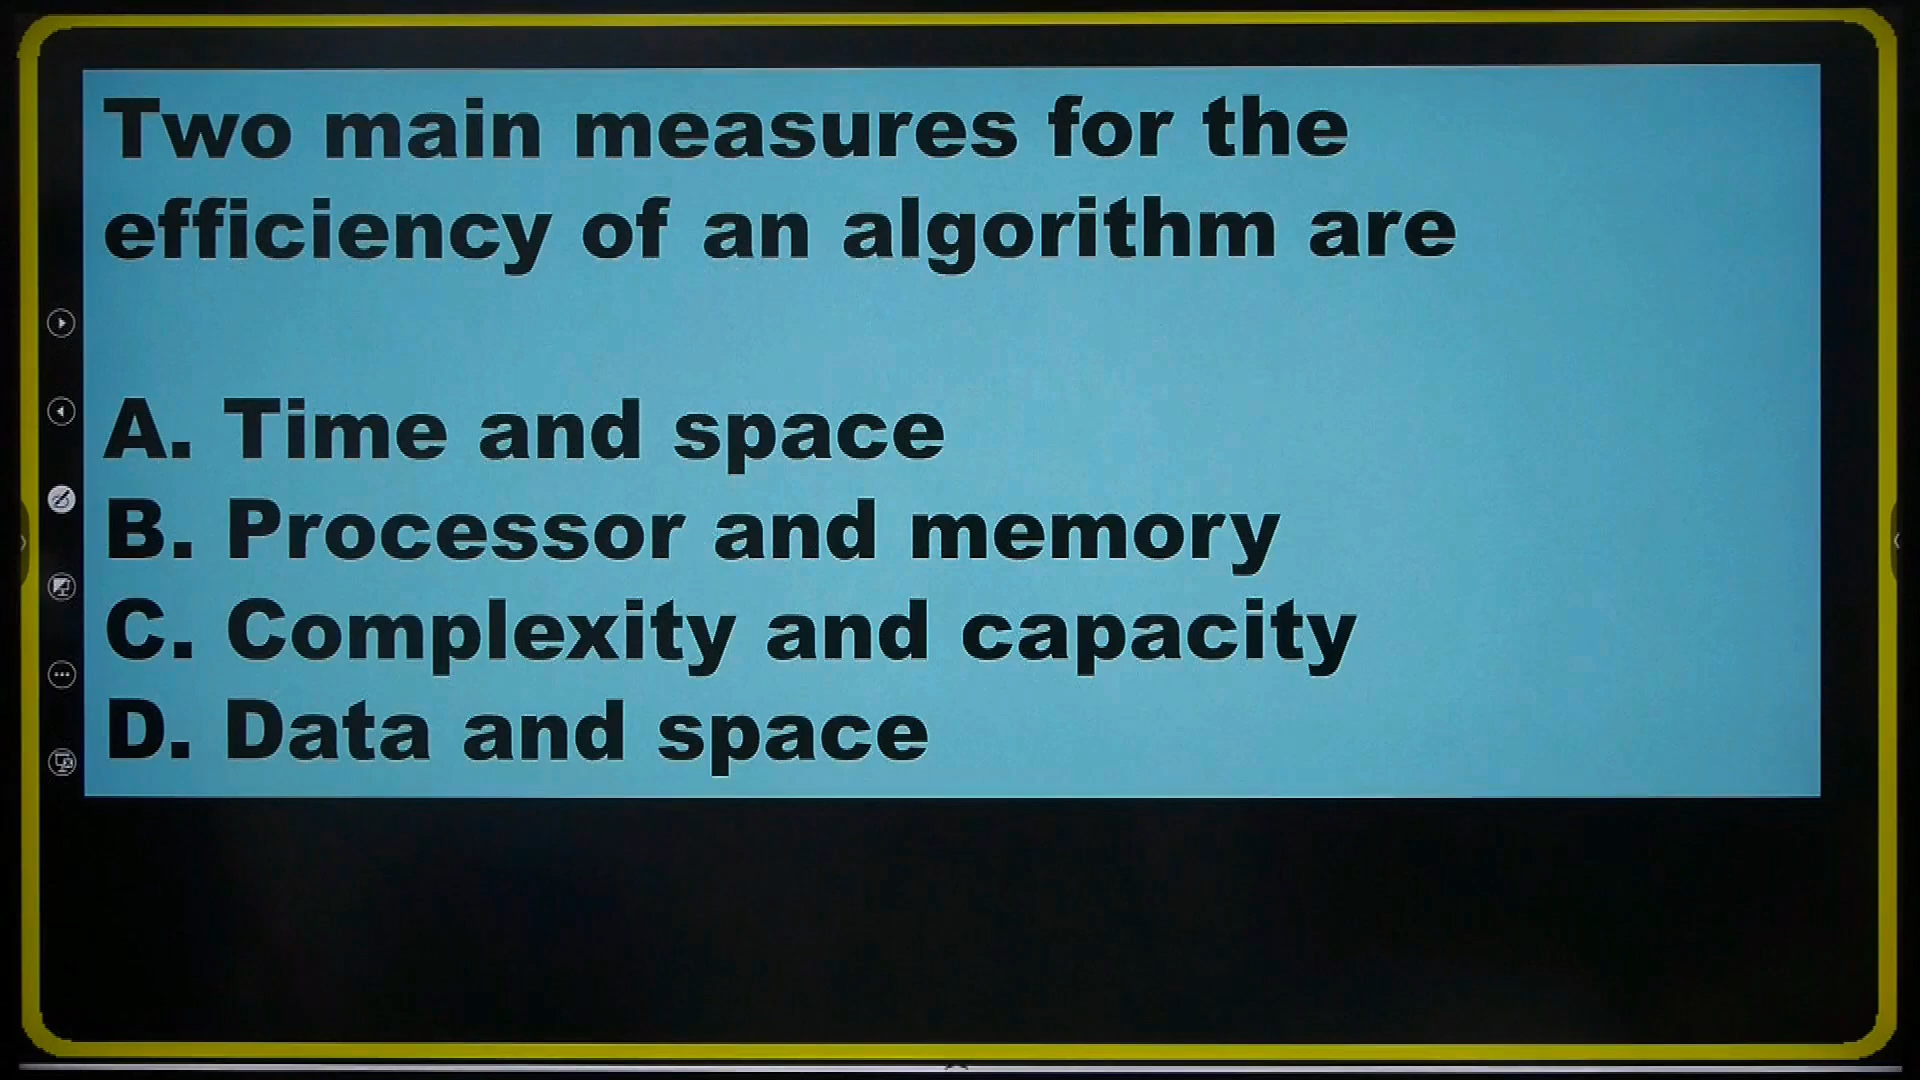 Two main measures for the
efficiency of an algorithm are
A. Time and space
B. Processor and memory
C. Complexity and capacity
D. Data and space